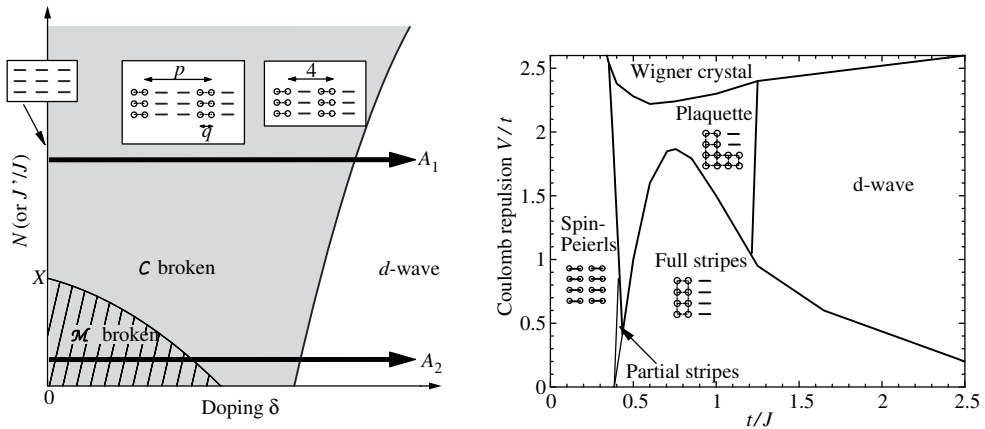 p
4
q
A₁
N (or J'/J)
C broken
d-wave
X
M broken
A₂
0
Doping δ
2.5
2
1.5
1
0.5
0
Coulomb repulsion V/t
Wigner crystal
Plaquette
d-wave
Spin-
Peierls
Full stripes
Partial stripes
0 0.5 1 1.5 2 2.5
t/J